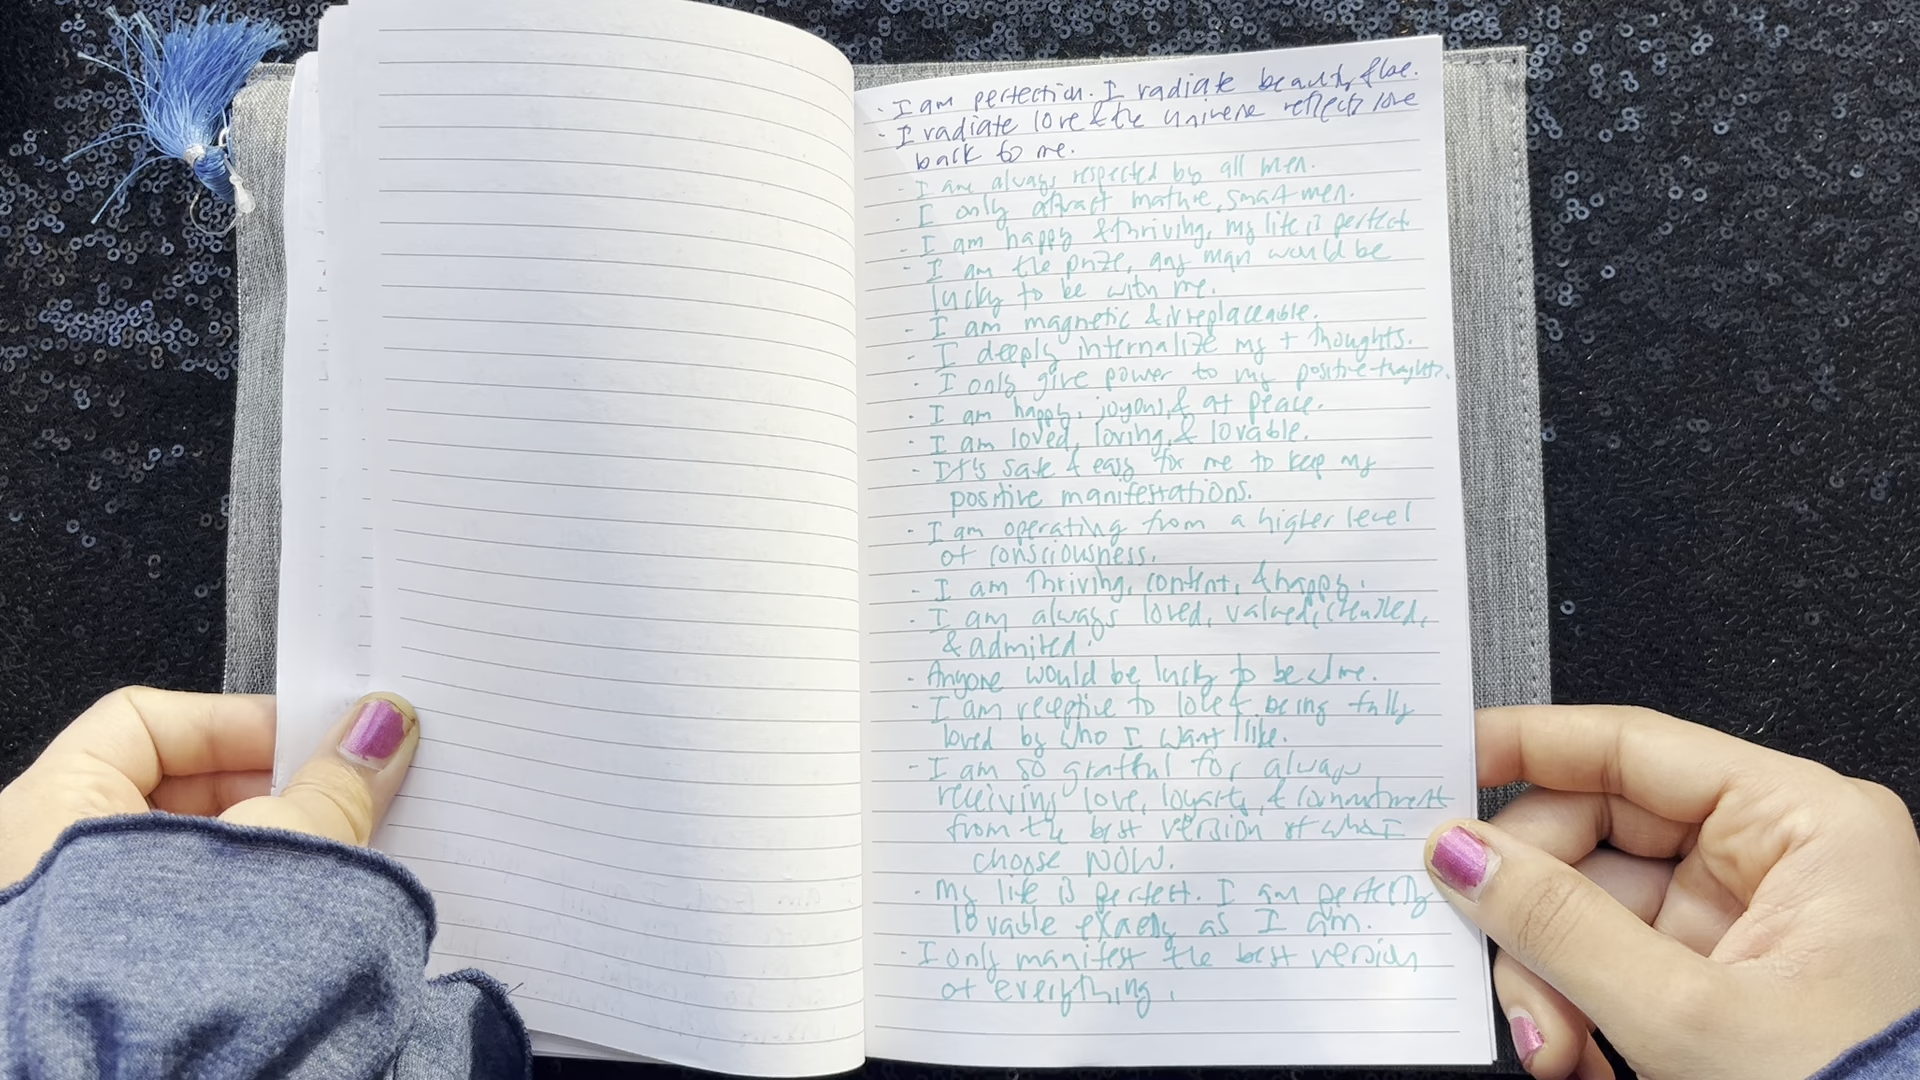 - I am perfection. I radiate beauty & love.
- I radiate love & the universe reflects love
back to me.
- I am always respected by all men.
- I only attract mature, smart men.
- I am happy & thriving, my life is perfect
- I am the prize, any man would be
lucky to be with me.
- I am magnetic & irreplaceable.
- I deeply internalize my + thoughts.
- I only give power to my positive thoughts.
- I am happy, joyous, & at peace.
- I am loved, loving, & lovable.
- It's safe & easy for me to keep my
positive manifestations.
- I am operating from a higher level
of consciousness.
- I am thriving, content, & happy.
- I am always loved, valued,
& admired.
- Anyone would be lucky to be w/ me.
- I am receptive to love & being fully
loved by who I want/like.
- I am so grateful for always
receiving love, loyalty, & commitment
from the best version of who I
choose NOW.
- My life is perfect. I am perfectly
lovable exactly as I am.
- I only manifest the best version
of everything.